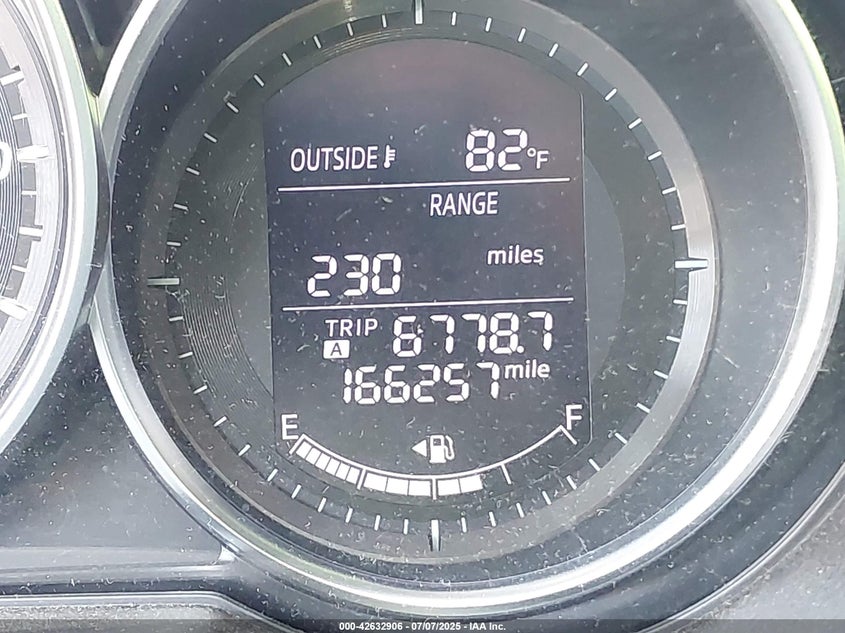 OUTSIDE 82°F
RANGE
230 miles
TRIP A 6778.7
166257 mile
E F
000-42632906 - 07/07/2025 - IAA Inc.